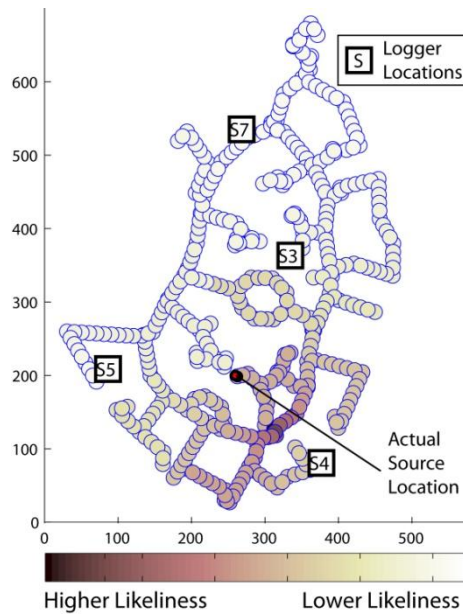 S
Logger
Locations
600
500
400
300
200
100
0
S7
S3
S5
S4
Actual
Source
Location
0
100
200
300
400
500
Higher Likeliness
Lower Likeliness